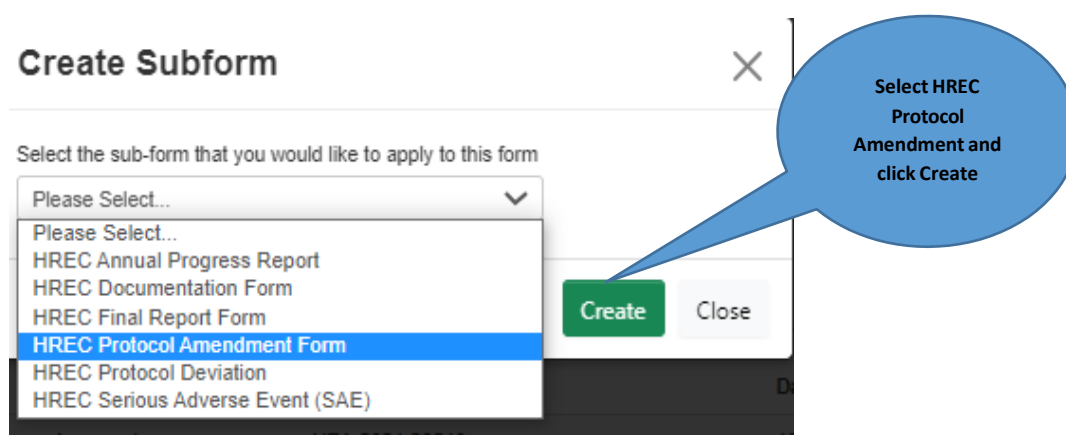 Create Subform
Select HREC
Protocol
Amendment and
click Create
Select the sub-form that you would like to apply to this form
Please Select...
Please Select...
HREC Annual Progress Report
HREC Documentation Form
HREC Final Report Form
HREC Protocol Amendment Form
HREC Protocol Deviation
HREC Serious Adverse Event (SAE)
Create
Close